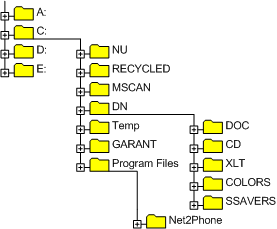 A:
C:
D:
E:
NU
RECYCLED
MSCAN
DN
Temp
GARANT
Program Files
DOC
CD
XLT
COLORS
SSAVERS
Net2Phone